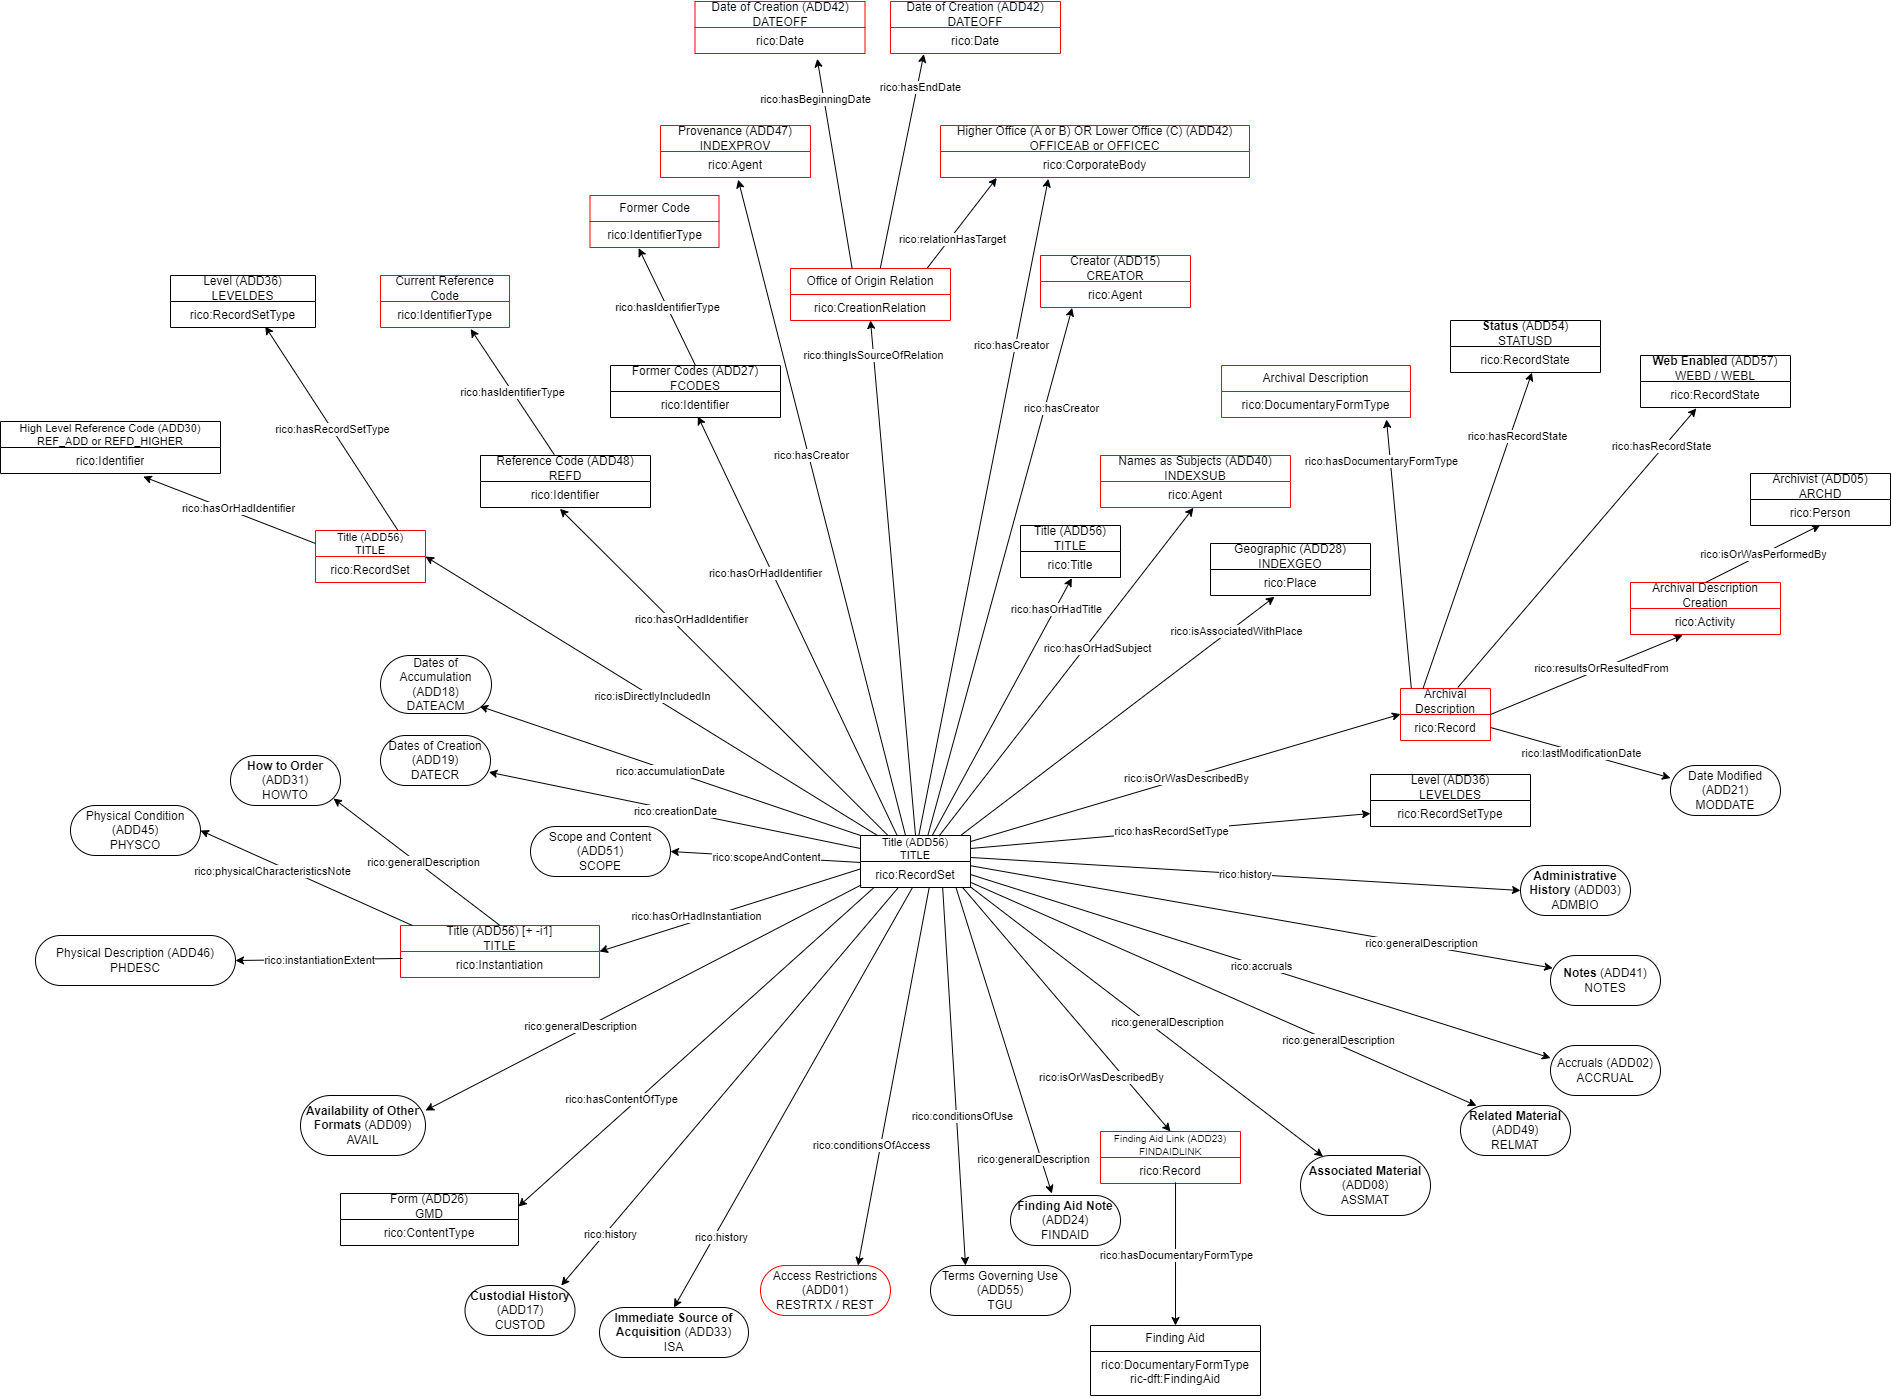 Date of Creation (ADD42)
DATEOFF
rico:Date
Date of Creation (ADD42)
DATEOFF
rico:Date
rico:hasBeginningDate
rico:hasEndDate
Provenance (ADD47)
INDEXPROV
rico:Agent
Higher Office (A or B) OR Lower Office (C) (ADD42)
OFFICEAB or OFFICEC
rico:CorporateBody
Former Code
rico:IdentifierType
rico:relationHasTarget
Level (ADD36)
LEVELDES
rico:RecordSetType
Current Reference
Code
rico:IdentifierType
rico:hasIdentifierType
Office of Origin Relation
rico:CreationRelation
Creator (ADD15)
CREATOR
rico:Agent
rico:thingIsSourceOfRelation
rico:hasCreator
Status (ADD54)
STATUSD
rico:RecordState
Web Enabled (ADD57)
WEBD / WEBL
rico:RecordState
Former Codes (ADD27)
FCODES
rico:Identifier
Archival Description
rico:DocumentaryFormType
rico:hasIdentifierType
rico:hasCreator
High Level Reference Code (ADD30)
REF_ADD or REFD_HIGHER
rico:Identifier
rico:hasRecordSetType
rico:hasCreator
rico:hasDocumentaryFormType
rico:hasRecordState
rico:hasRecordState
Reference Code (ADD48)
REFD
rico:Identifier
Names as Subjects (ADD40)
INDEXSUB
rico:Agent
Archivist (ADD05)
ARCHD
rico:Person
rico:hasOrHadIdentifier
Title (ADD56)
TITLE
rico:RecordSet
Title (ADD56)
TITLE
rico:Title
Geographic (ADD28)
INDEXGEO
rico:Place
rico:isOrWasPerformedBy
rico:hasOrHadIdentifier
rico:hasOrHadIdentifier
rico:hasOrHadTitle
rico:isAssociatedWithPlace
rico:hasOrHadSubject
Archival Description
Creation
rico:Activity
rico:resultsOrResultedFrom
Dates of
Accumulation
(ADD18)
DATEACM
rico:isDirectlyIncludedIn
Archival
Description
rico:Record
Dates of Creation
(ADD19)
DATECR
rico:accumulationDate
rico:isOrWasDescribedBy
rico:lastModificationDate
Date Modified
(ADD21)
MODDATE
How to Order
(ADD31)
HOWTO
rico:creationDate
Level (ADD36)
LEVELDES
rico:RecordSetType
Physical Condition
(ADD45)
PHYSCO
Scope and Content
(ADD51)
SCOPE
rico:scopeAndContent
Title (ADD56)
TITLE
rico:RecordSet
rico:hasRecordSetType
rico:physicalCharacteristicsNote
rico:generalDescription
rico:history
Administrative
History (ADD03)
ADMBIO
rico:hasOrHadInstantiation
Title (ADD56) [+ -i1]
TITLE
rico:Instantiation
Physical Description (ADD46)
PHDESC
rico:instantiationExtent
rico:generalDescription
Notes (ADD41)
NOTES
rico:accruals
rico:generalDescription
rico:generalDescription
rico:generalDescription
Accruals (ADD02)
ACCRUAL
Availability of Other
Formats (ADD09)
AVAIL
rico:hasContentOfType
rico:conditionsOfAccess
rico:conditionsOfUse
rico:isOrWasDescribedBy
rico:generalDescription
Finding Aid Link (ADD23)
FINDAIDLINK
rico:Record
Related Material
(ADD49)
RELMAT
Associated Material
(ADD08)
ASSMAT
Form (ADD26)
GMD
rico:ContentType
rico:history
rico:history
Finding Aid Note
(ADD24)
FINDAID
rico:hasDocumentaryFormType
Custodial History
(ADD17)
CUSTOD
Immediate Source of
Acquisition (ADD33)
ISA
Access Restrictions
(ADD01)
RESTRTX / REST
Terms Governing Use
(ADD55)
TGU
Finding Aid
rico:DocumentaryFormType
ric-dft:FindingAid